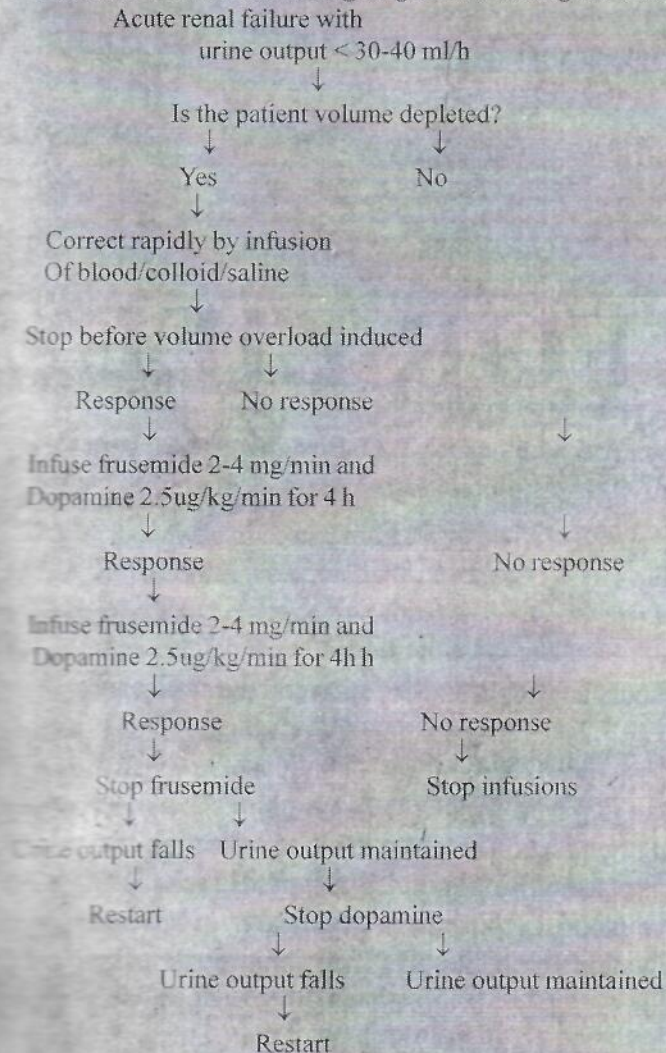 Acute renal failure with
urine output < 30-40 ml/h
↓
Is the patient volume depleted?
↓ ↓
Yes No
↓
Correct rapidly by infusion
Of blood/colloid/saline
↓
Stop before volume overload induced
↓ ↓
Response No response
↓ ↓
Infuse frusemide 2-4 mg/min and
Dopamine 2.5ug/kg/min for 4 h
↓ ↓
Response No response
↓
Infuse frusemide 2-4 mg/min and
Dopamine 2.5ug/kg/min for 4h h
↓ ↓
Response No response
↓ ↓
Stop frusemide Stop infusions
↓ ↓
Urine output falls Urine output maintained
↓ ↓
Restart Stop dopamine
↓ ↓
Urine output falls Urine output maintained
↓
Restart